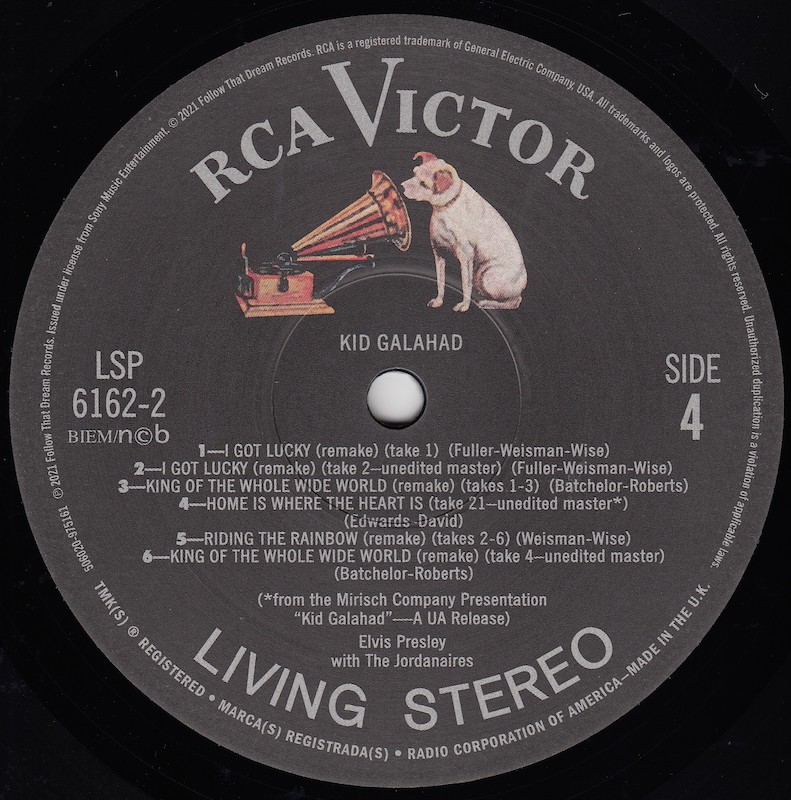 506020-975161 ℗2021 Follow That Dream Records. Issued under license from Sony Music Entertainment. © 2021 Follow That Dream Records. RCA is a registered trademark of General Electric Company, USA. All trademarks and logos are protected. All rights reserved. Unauthorized duplication is a violation of applicable laws.
RCA VICTOR
KID GALAHAD
LSP
6162-2
BIEM/n©b
SIDE
4
1—I GOT LUCKY (remake) (take 1) (Fuller-Weisman-Wise)
2—I GOT LUCKY (remake) (take 2—unedited master) (Fuller-Weisman-Wise)
3—KING OF THE WHOLE WIDE WORLD (remake) (takes 1-3) (Batchelor-Roberts)
4—HOME IS WHERE THE HEART IS (take 21—unedited master*)
(Edwards-David)
5—RIDING THE RAINBOW (remake) (takes 2-6) (Weisman-Wise)
6—KING OF THE WHOLE WIDE WORLD (remake) (take 4—unedited master)
(Batchelor-Roberts)
(*from the Mirisch Company Presentation
"Kid Galahad"—A UA Release)
Elvis Presley
with The Jordanaires
LIVING STEREO
TMK(S) ® REGISTERED • MARCA(S) REGISTRADA(S) • RADIO CORPORATION OF AMERICA—MADE IN THE U.K.